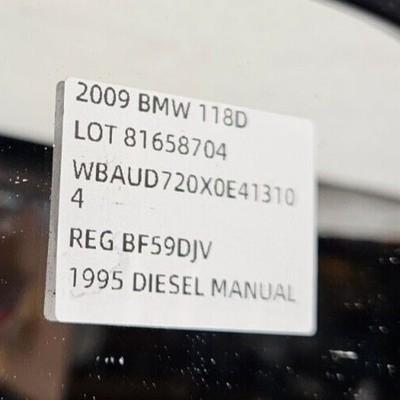 2009 BMW 118D
LOT 81658704
WBAUD720X0E41310
4
REG BF59DJV
1995 DIESEL MANUAL